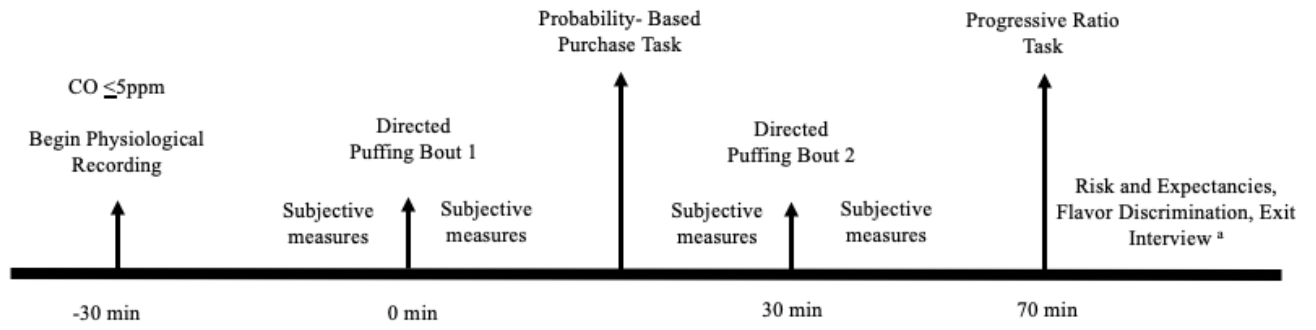 Probability- Based
Purchase Task
Progressive Ratio
Task
CO ≤5ppm
Begin Physiological
Recording
Directed
Puffing Bout 1
Directed
Puffing Bout 2
Subjective
measures
Subjective
measures
Subjective
measures
Subjective
measures
Risk and Expectancies,
Flavor Discrimination, Exit
Interview ᵃ
-30 min
0 min
30 min
70 min